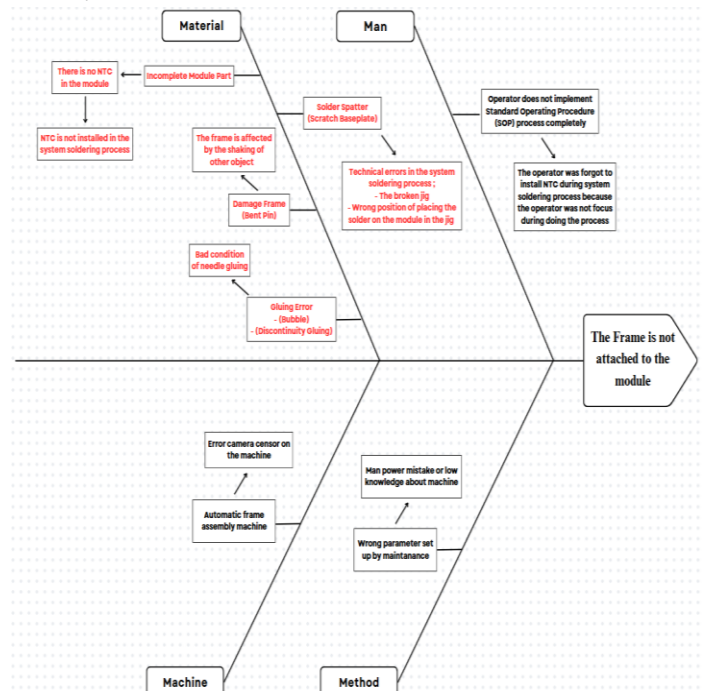 Material
Man
There is no NTC
in the module
Incomplete Module Part
NTC is not installed in the
system soldering process
Solder Spatter
(Scratch Baseplate)
The frame is affected
by the shaking of
other object
Technical errors in the system
soldering process ;
- The broken jig
- Wrong position of placing the
solder on the module in the jig
Damage Frame
(Bent Pin)
Bad condition
of needle gluing
Gluing Error
- (Bubble)
- (Discontinuity Gluing)
Operator does not implement
Standard Operating Procedure
(SOP) process completely
The operator was forgot to
install NTC during system
soldering process because
the operator was not focus
during doing the process
The Frame is not
attached to the
module
Error camera censor on
the machine
Automatic frame
assembly machine
Man power mistake or low
knowledge about machine
Wrong parameter set
up by maintanance
Machine
Method